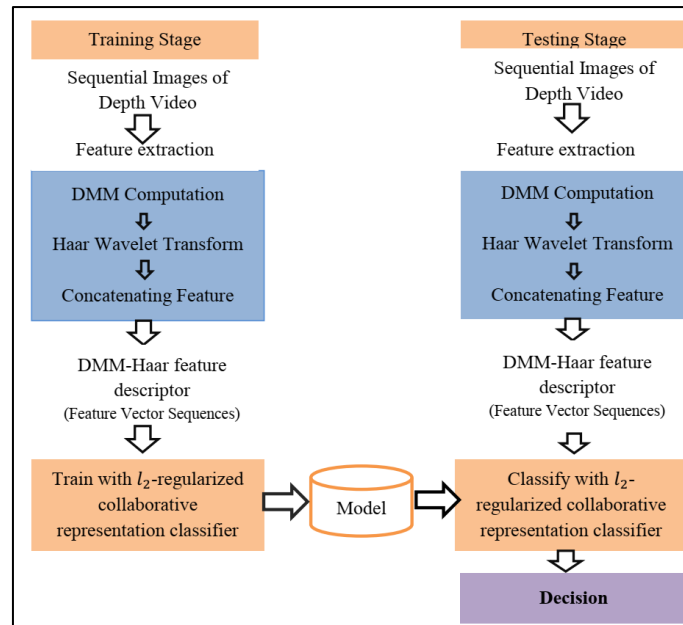 Training Stage
Sequential Images of
Depth Video
Feature extraction
DMM Computation
Haar Wavelet Transform
Concatenating Feature
DMM-Haar feature
descriptor
(Feature Vector Sequences)
Train with l₂-regularized
collaborative
representation classifier
Model
Testing Stage
Sequential Images of
Depth Video
Feature extraction
DMM Computation
Haar Wavelet Transform
Concatenating Feature
DMM-Haar feature
descriptor
(Feature Vector Sequences)
Classify with l₂-
regularized collaborative
representation classifier
Decision